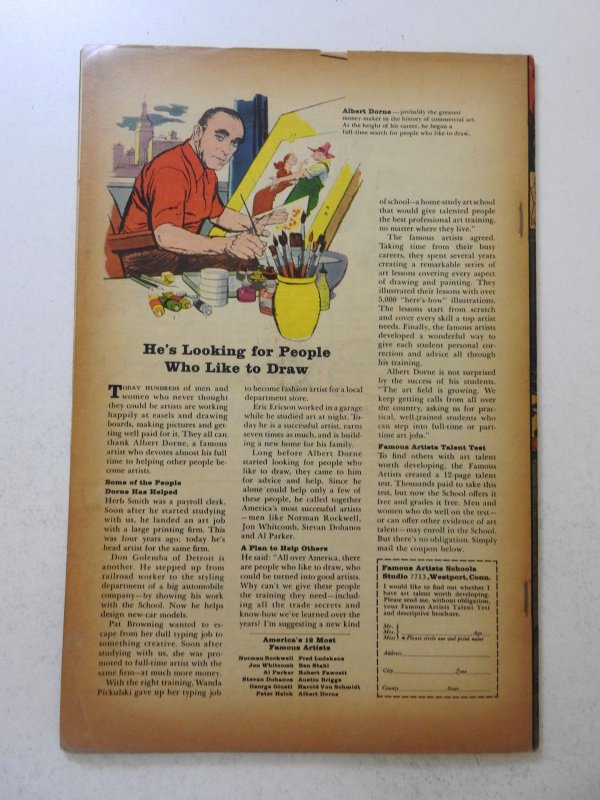 Albert Dorne—probably the greatest
money-maker in the history of commercial art.
At the height of his career, he began a
full-time search for people who like to draw.
He's Looking for People
Who Like to Draw
TODAY HUNDREDS of men and
women who never thought
they could be artists are working
happily at easels and drawing
boards, making pictures and get-
ting well paid for it. They all can
thank Albert Dorne, a famous
artist who devotes almost his full
time to helping other people be-
come artists.
Some of the People
Dorne Has Helped
Herb Smith was a payroll clerk.
Soon after he started studying
with us, he landed an art job
with a large printing firm. This
was four years ago; today he's
head artist for the same firm.
Don Golemba of Detroit is
another. He stepped up from
railroad worker to the styling
department of a big automobile
company—by showing his work
with the School. Now he helps
design new-car models.
Pat Browning wanted to es-
cape from her dull typing job to
something creative. Soon after
studying with us, she was pro-
moted to full-time artist with the
same firm—at much more money.
With the right training, Wanda
Pickulski gave up her typing job
to become fashion artist for a local
department store.
Eric Ericson worked in a garage
while he studied art at night. To-
day he is a successful artist, earns
seven times as much, and is build-
ing a new home for his family.
Long before Albert Dorne
started looking for people who
like to draw, they came to him
for advice and help. Since he
alone could help only a few of
these people, he called together
America's most successful artists
—men like Norman Rockwell,
Jon Whitcomb, Stevan Dohanos
and Al Parker.
A Plan to Help Others
He said: "All over America, there
are people who like to draw, who
could be turned into good artists.
Why can't we give these people
the training they need—includ-
ing all the trade secrets and
know-how we've learned over the
years? I'm suggesting a new kind
America's 12 Most
Famous Artists
Norman Rockwell Fred Ludekens
Jon Whitcomb Ben Stahl
Al Parker Robert Fawcett
Stevan Dohanos Austin Briggs
George Giusti Harold Von Schmidt
Peter Helck Albert Dorne
of school—a home-study art school
that would give talented people
the best professional art training,
no matter where they live."
The famous artists agreed.
Taking time from their busy
careers, they spent several years
creating a remarkable series of
art lessons covering every aspect
of drawing and painting. They
illustrated their lessons with over
5,000 "here's-how" illustrations.
The lessons start from scratch
and cover every skill a top artist
needs. Finally, the famous artists
developed a wonderful way to
give each student personal cor-
rection and advice all through
his training.
Albert Dorne is not surprised
by the success of his students.
"The art field is growing. We
keep getting calls from all over
the country, asking us for prac-
tical, well-trained students who
can step into full-time or part-
time art jobs."
Famous Artists Talent Test
To find others with art talent
worth developing, the Famous
Artists created a 12-page talent
test. Thousands paid to take this
test, but now the School offers it
free and grades it free. Men and
women who do well on the test—
or can offer other evidence of art
talent—may enroll in the School.
But there's no obligation. Simply
mail the coupon below.
Famous Artists Schools
Studio 7713, Westport, Conn.
I would like to find out whether I
have art talent worth developing.
Please send me, without obligation,
your Famous Artists Talent Test
and descriptive brochure.
Mr.
Mrs. Age
Miss Please circle one and print name
Address
City Zone
County State